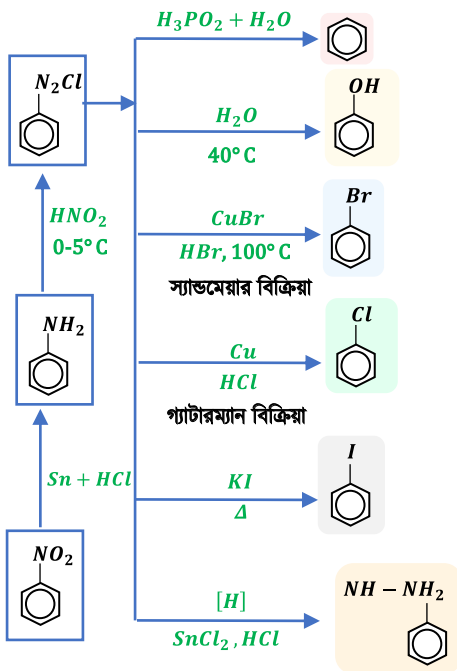 H₃PO₂ + H₂O
N₂Cl
OH
H₂O
40° C
HNO₂
0-5° C
Br
CuBr
HBr, 100° C
স্যান্ডমেয়ার বিক্রিয়া
NH₂
Cl
Cu
HCl
গ্যাটারম্যান বিক্রিয়া
Sn + HCl
I
KI
Δ
NO₂
[H]
SnCl₂ , HCl
NH − NH₂